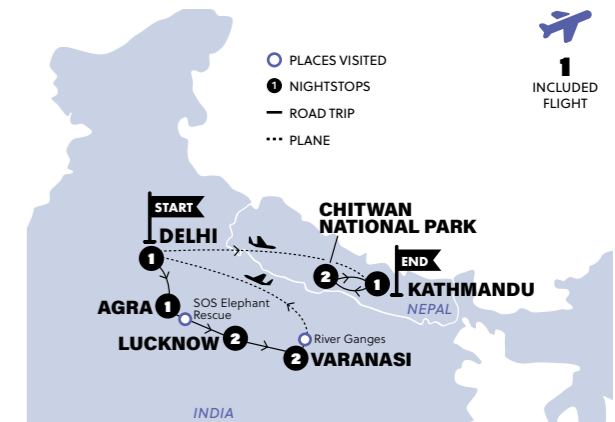 PLACES VISITED
1 NIGHTSTOPS
ROAD TRIP
PLANE
1
INCLUDED
FLIGHT
START
DELHI
1
CHITWAN
NATIONAL PARK
2
END
1
KATHMANDU
NEPAL
AGRA 1
SOS Elephant
Rescue
LUCKNOW 2
River Ganges
2 VARANASI
INDIA